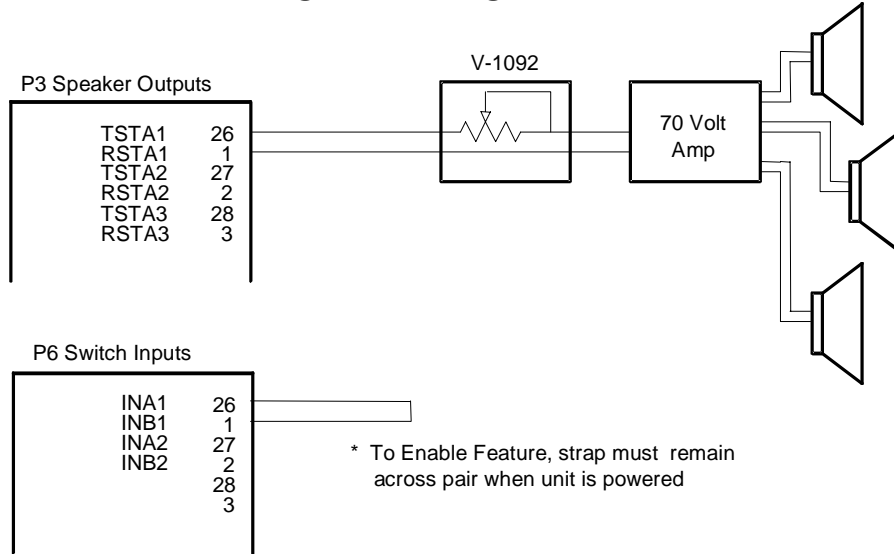 V-1092
P3 Speaker Outputs
TSTA1 26
RSTA1 1
TSTA2 27
RSTA2 2
TSTA3 28
RSTA3 3
70 Volt
Amp
P6 Switch Inputs
INA1 26
INB1 1
INA2 27
INB2 2
28
3
* To Enable Feature, strap must remain
across pair when unit is powered